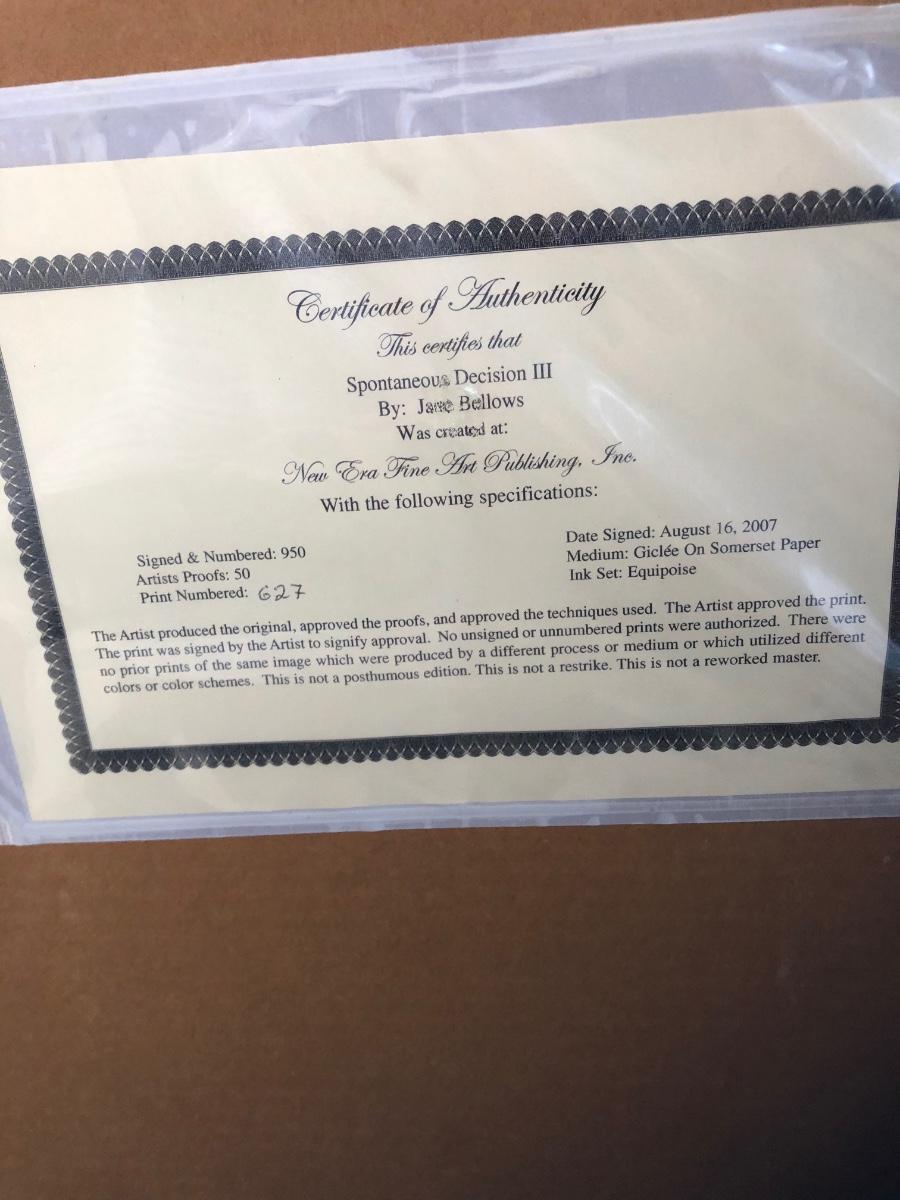 Certificate of Authenticity
This certifies that
Spontaneous Decision III
By: Jane Bellows
Was created at:
New Era Fine Art Publishing, Inc.
With the following specifications:
Signed & Numbered: 950
Artists Proofs: 50
Print Numbered: 627
Date Signed: August 16, 2007
Medium: Giclée On Somerset Paper
Ink Set: Equipoise
The Artist produced the original, approved the proofs, and approved the techniques used. The Artist approved the print.
The print was signed by the Artist to signify approval. No unsigned or unnumbered prints were authorized. There were
no prior prints of the same image which were produced by a different process or medium or which utilized different
colors or color schemes. This is not a posthumous edition. This is not a restrike. This is not a reworked master.